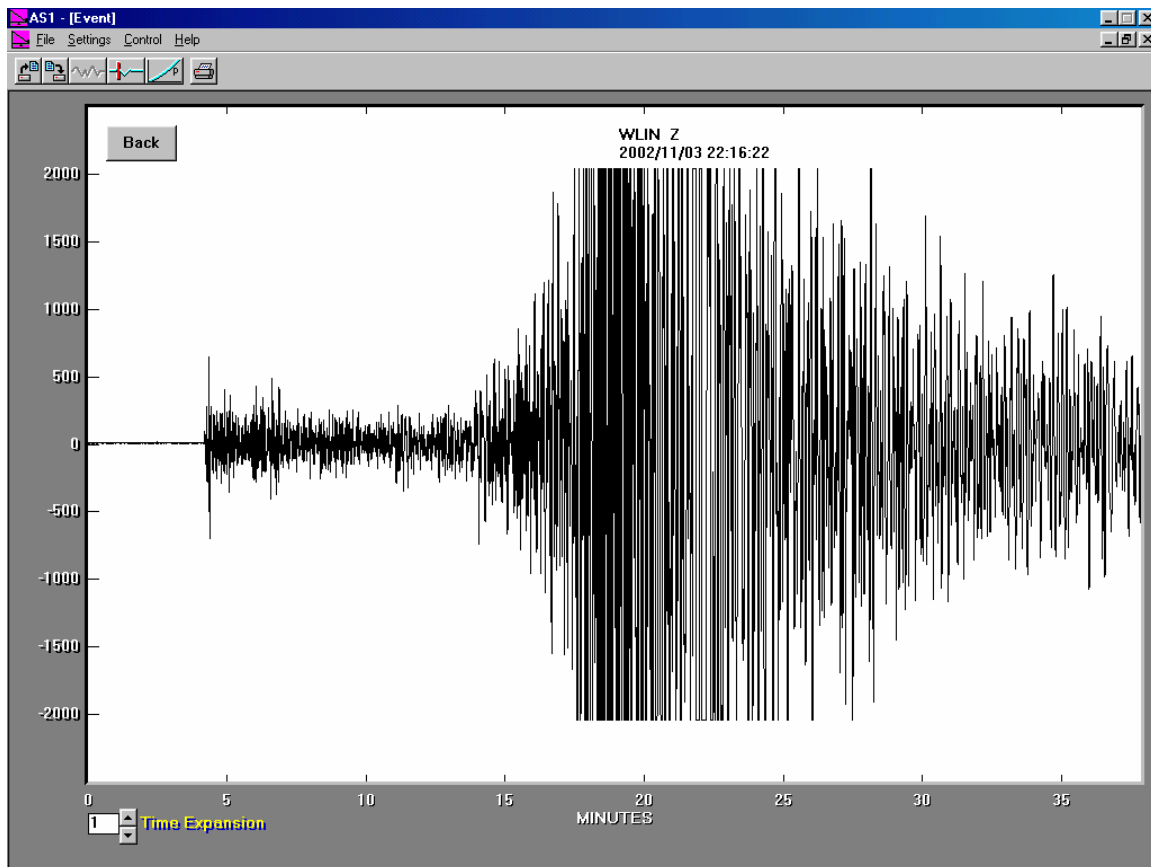 AS1 - [Event]
File Settings Control Help
P
Back
WLIN Z
2002/11/03 22:16:22
2000
1500
1000
500
0
-500
-1000
-1500
-2000
0 5 10 15 20 25 30 35
MINUTES
1 Time Expansion